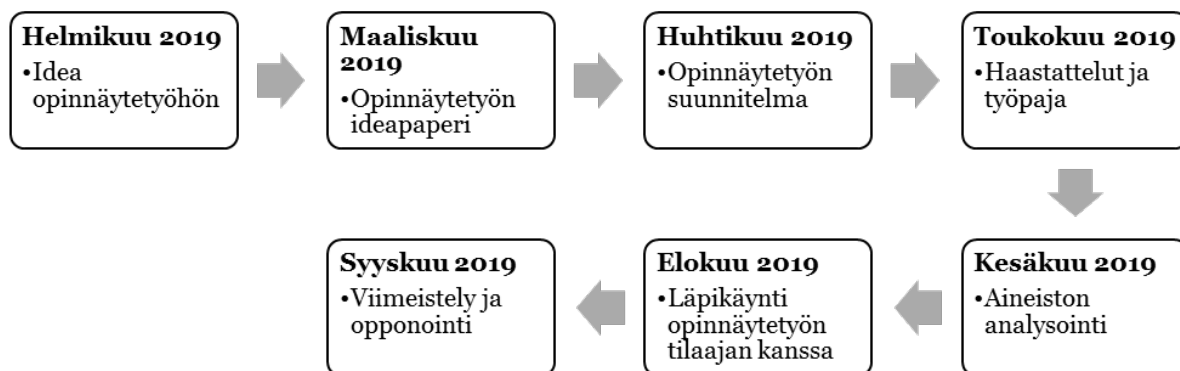 Helmikuu 2019
•Idea
opinnäytetyöhön
Maaliskuu
2019
•Opinnäytetyön
ideapaperi
Huhtikuu 2019
•Opinnäytetyön
suunnitelma
Toukokuu 2019
•Haastattelut ja
työpaja
Kesäkuu 2019
•Aineiston
analysointi
Elokuu 2019
•Läpikäynti
opinnäytetyön
tilaajan kanssa
Syyskuu 2019
•Viimeistely ja
opponointi